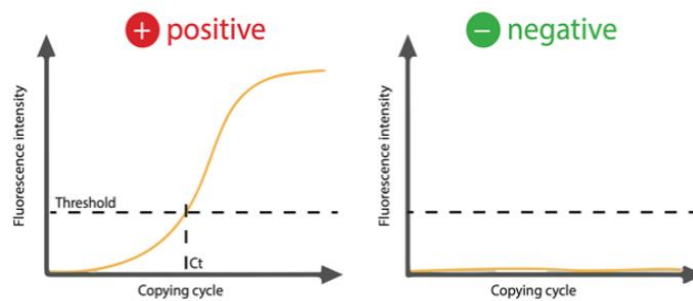 + positive
Fluorescence intensity
Threshold
Ct
Copying cycle
− negative
Fluorescence intensity
Copying cycle